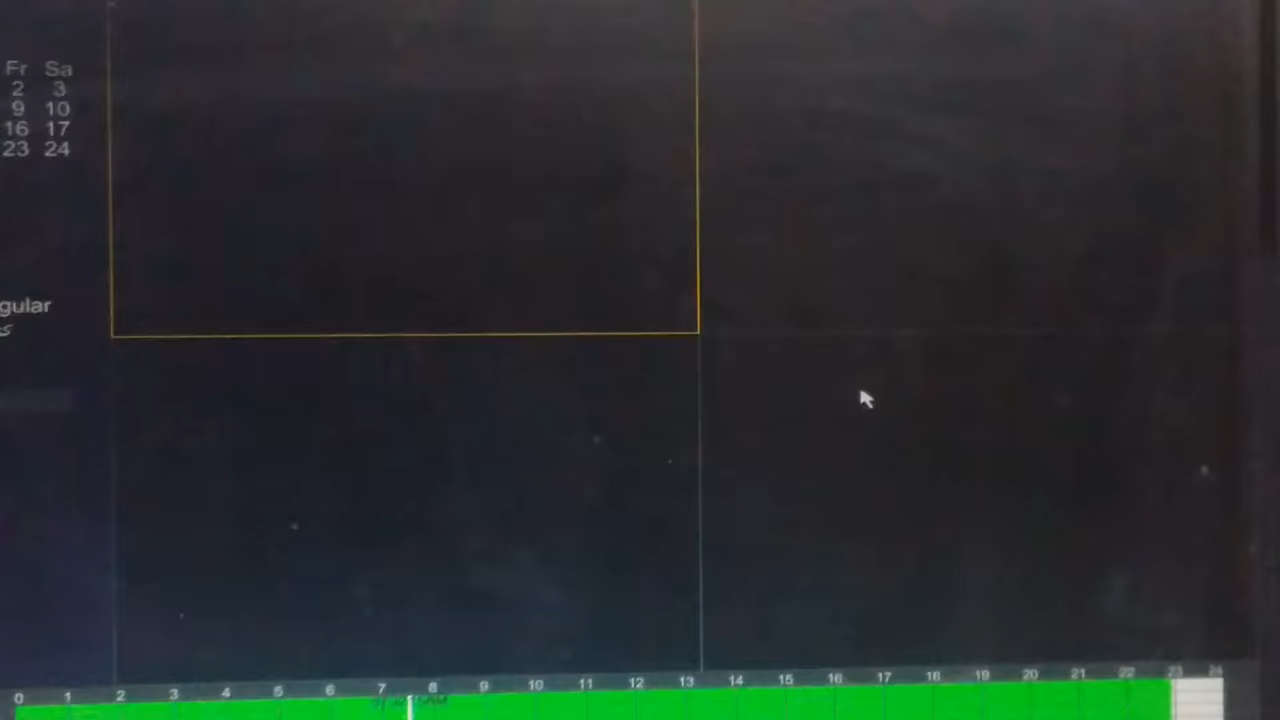 Fr Sa
2 3
9 10
16 17
23 24
gular
0 1 2 3 4 5 6 7 8 9 10 11 12 13 14 15 16 17 18 19 20 21 22 23 24